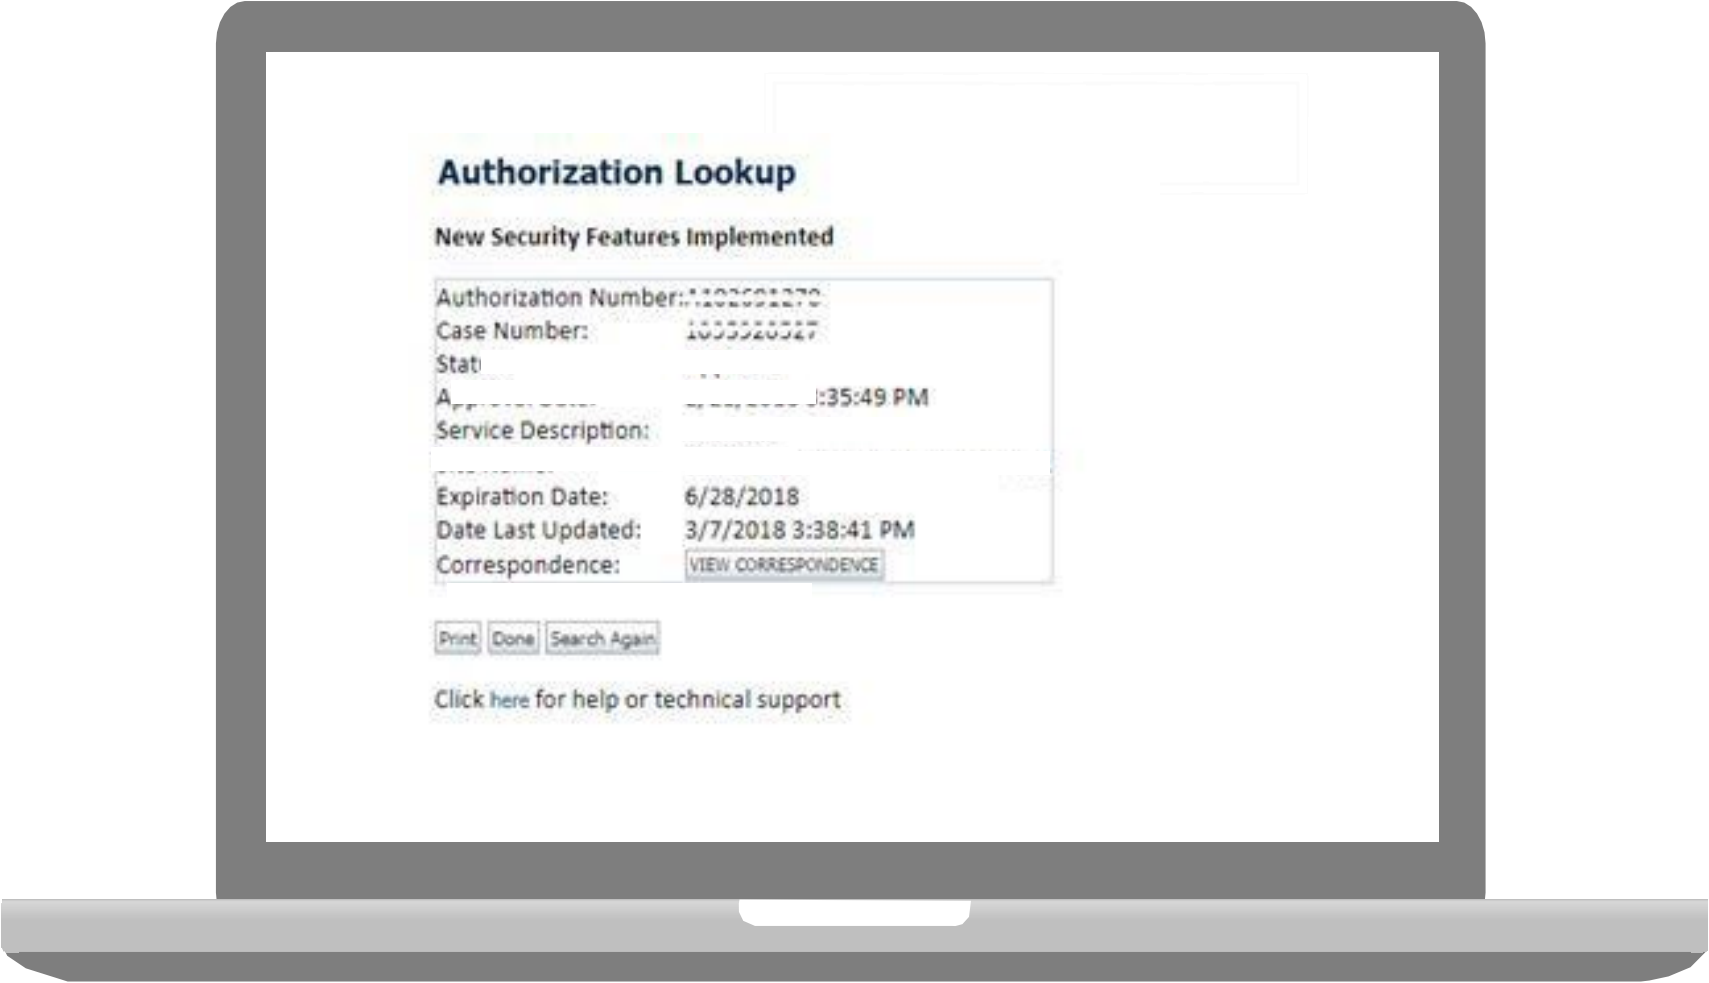 Authorization Lookup
New Security Features Implemented
Authorization Number:
Case Number:
:35:49 PM
Service Description:
Expiration Date: 6/28/2018
Date Last Updated: 3/7/2018 3:38:41 PM
Correspondence: VIEW CORRESPONDENCE
Print Done Search Again
Click here for help or technical support